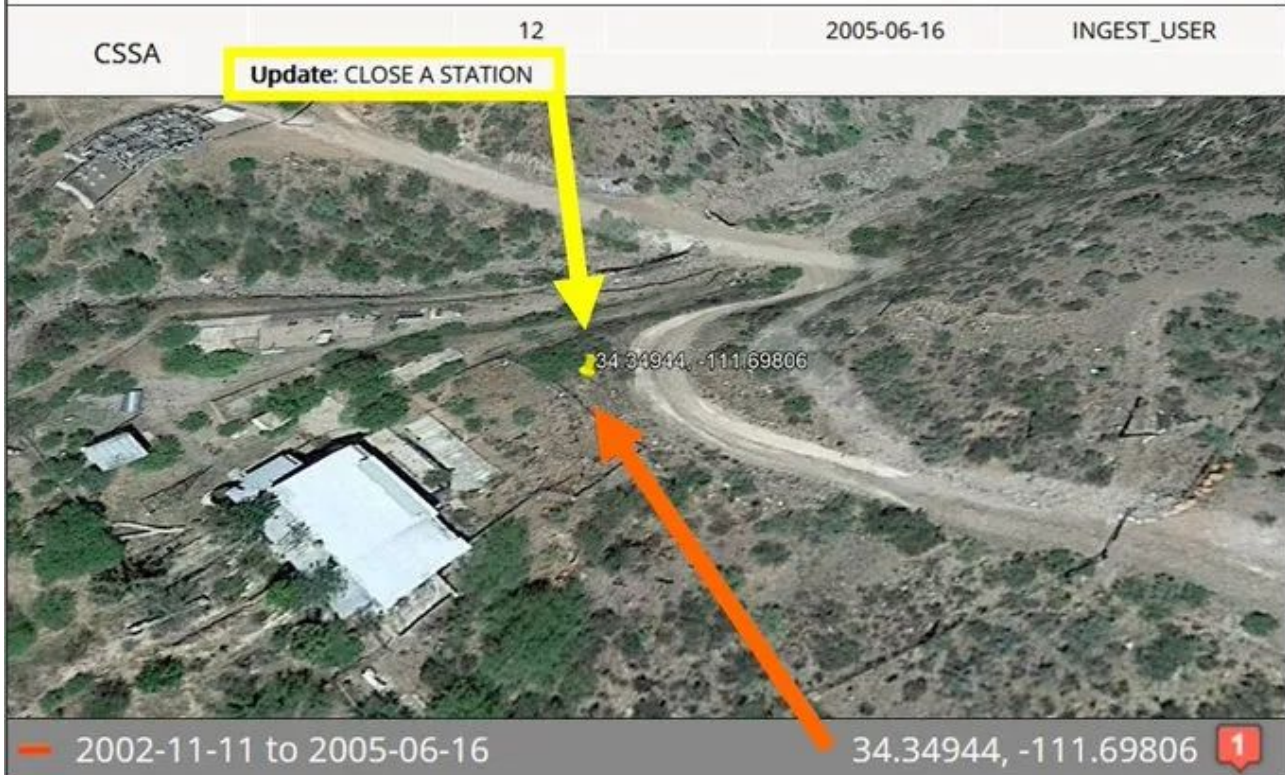 CSSA 12 2005-06-16 INGEST_USER
Update: CLOSE A STATION
34.34944, -111.69806
2002-11-11 to 2005-06-16 34.34944, -111.69806 1